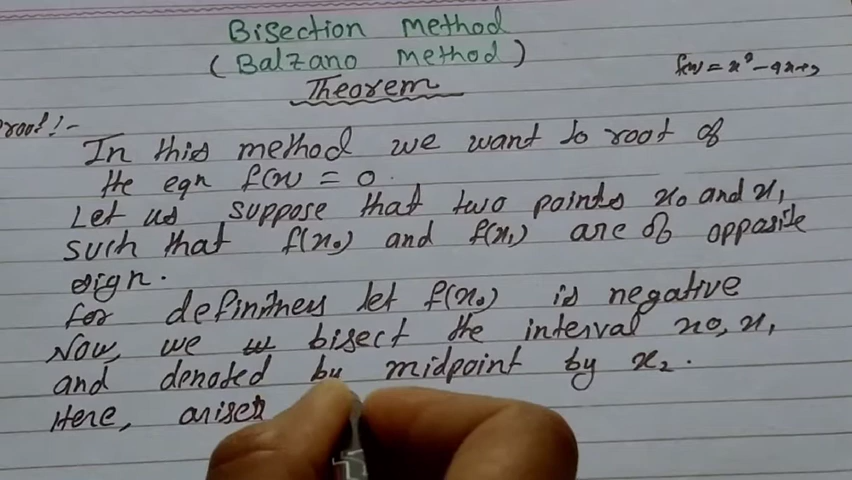 Bisection method
(Balzano method)
Theorem
Proof!-
In this method we want to root of
the eqn f(x) = 0.
Let us suppose that two points x0 and x1
such that f(x0) and f(x1) are of opposite
sign.
for definitness let f(x0) is negative
Now, we bisect the interval x0, x1,
and denoted by midpoint by x2.
Here, arises